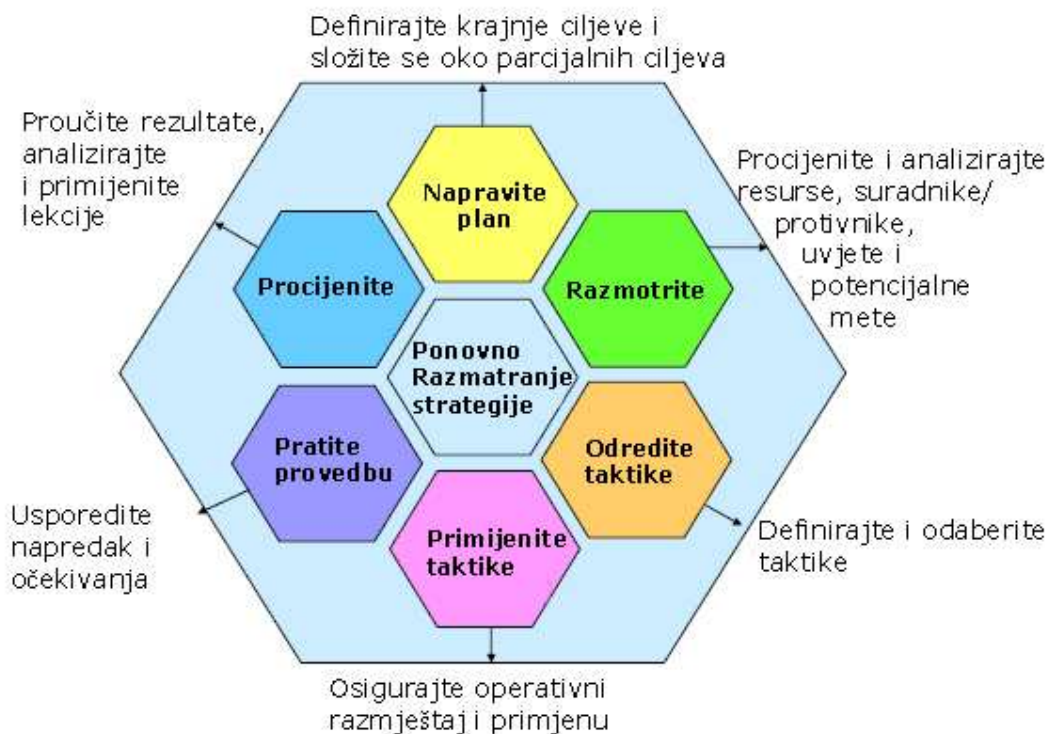 Definirajte krajnje ciljeve i
složite se oko parcijalnih ciljeva
Proučite rezultate,
analizirajte
i primijenite
lekcije
Napravite
plan
Procijenite i analizirajte
resurse, suradnike/
protivnike,
uvjete i
potencijalne
mete
Procijenite
Razmotrite
Ponovno
Razmatranje
strategije
Pratite
provedbu
Odredite
taktike
Usporedite
napredak i
očekivanja
Primijenite
taktike
Definirajte i odaberite
taktike
Osigurajte operativni
razmještaj i primjenu